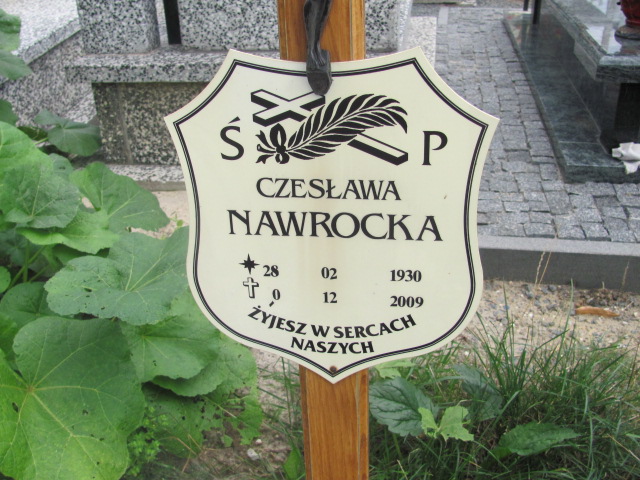 Ś P
CZESŁAWA
NAWROCKA
28 02 1930
0 12 2009
ŻYJESZ W SERCACH
NASZYCH